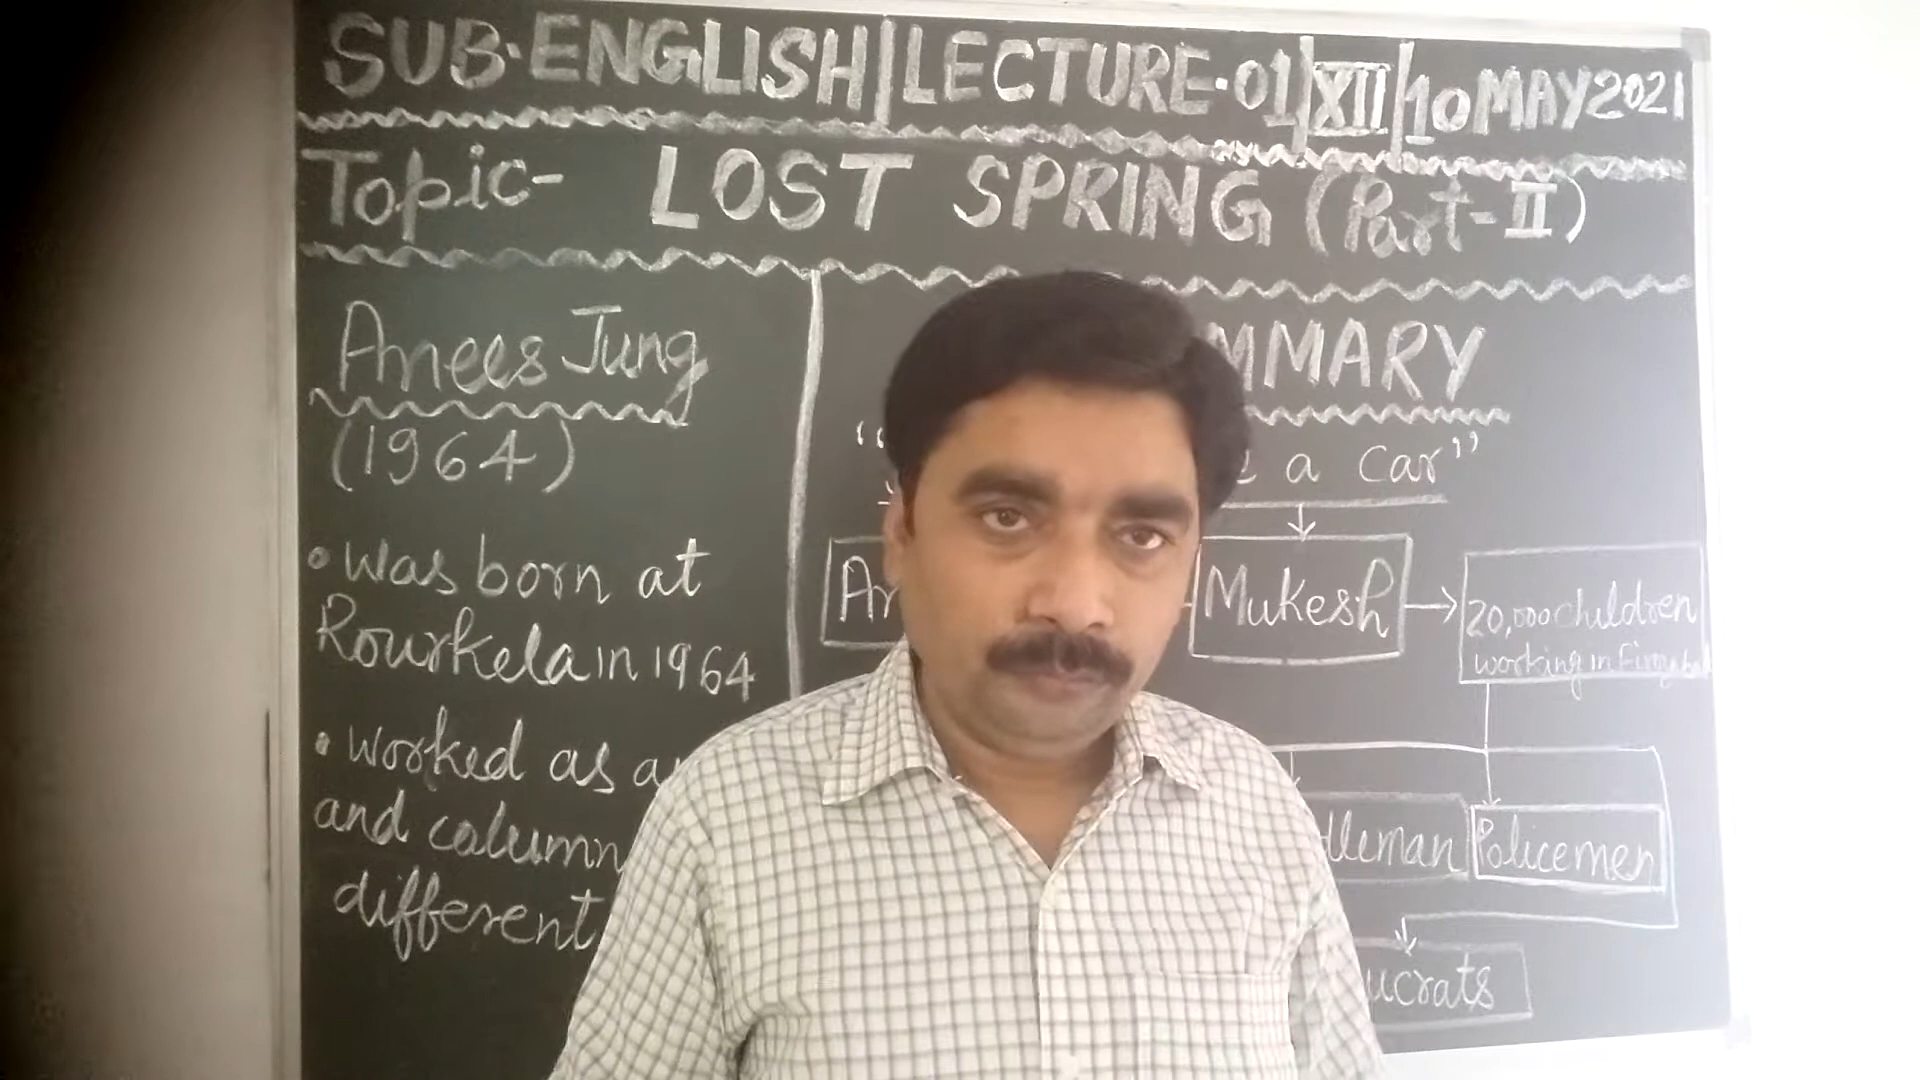 SUB·ENGLISH|LECTURE·01|XII|10 MAY 2021
Topic- LOST SPRING (Part-II)
Anees Jung
(1964)
• was born at
Rourkela in 1964
• worked as a
and column
different
MMARY
a Car"
Mukesh
20,000 children
working in
Policemen